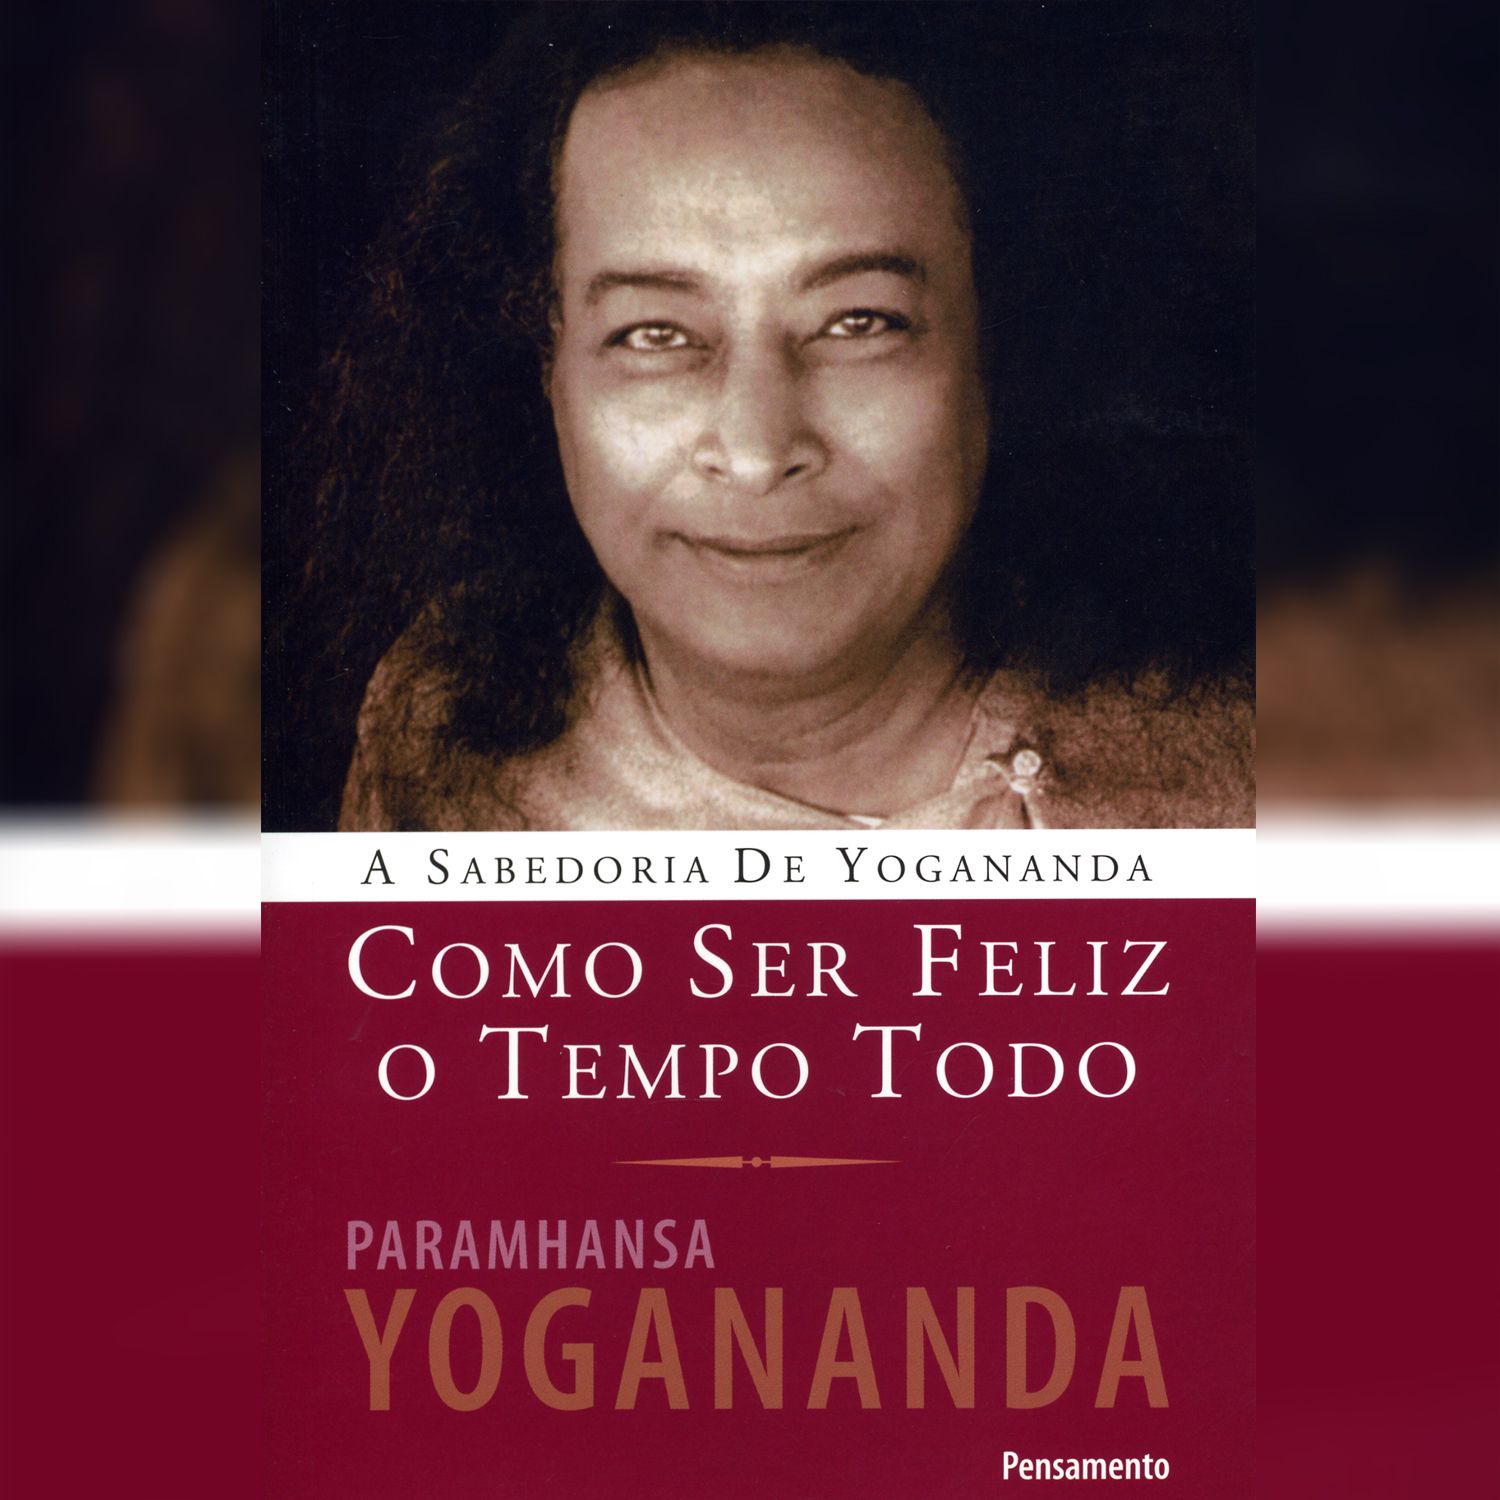 A SABEDORIA DE YOGANANDA
COMO SER FELIZ
O TEMPO TODO
PARAMHANSA
YOGANANDA
Pensamento